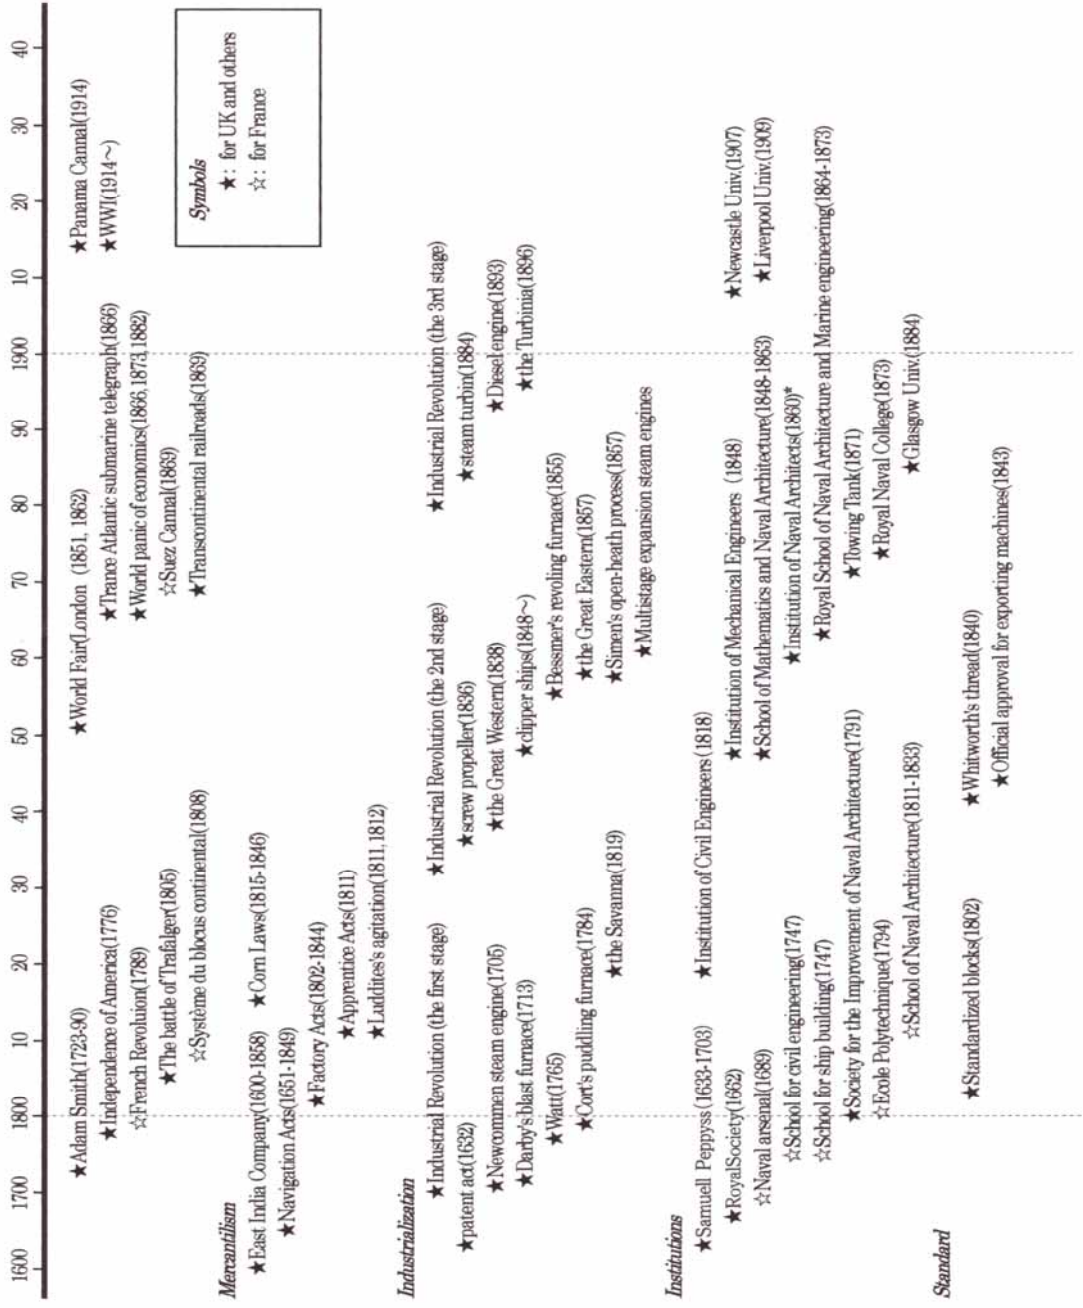 1600 1700 1800 10 20 30 40 50 60 70 80 90 1900 10 20 30 40
★Adam Smith(1723-90)
★World Fair(London (1851, 1862)
★Panama Cannal(1914)
★Independence of America(1776)
★Trance Atlantic submarine telegraph(1866)
★WWI(1914～)
☆French Revoluion(1789)
★World panic of economics(1866,1873,1882)
★The battle of Trafalger(1805)
☆Suez Cannal(1869)
☆Système du blocus continental(1808)
★Transcontinental railroads(1869)
Symbols
★: for UK and others
☆: for France
Mercantilism
★East India Company(1600-1858)
★Corn Laws(1815-1846)
★Navigation Acts(1651-1849)
★Factory Acts(1802-1844)
★Apprentice Acts(1811)
★Luddites's agitation(1811,1812)
Industrialization
★Industrial Revolution (the first stage)
★Industrial Revolution (the 2nd stage)
★Industrial Revolution (the 3rd stage)
★patent act(1632)
★screw propeller(1836)
★steam turbin(1884)
★Newcommen steam engine(1705)
★the Great Western(1838)
★Diesel engine(1893)
★Darby's blast furnace(1713)
★clipper ships(1848～)
★the Turbinia(1896)
★Watt(1765)
★Bessmer's revoling furnace(1855)
★Cort's puddling furnace(1784)
★the Great Eastern(1857)
★the Savanna(1819)
★Simen's open-heath process(1857)
★Multistage expansion steam engines
Institutions
★Samuell Peppyss (1633-1703)
★Institution of Civil Engineers (1818)
★RoyalSociety(1662)
★Institution of Mechanical Engineers (1848)
★Newcastle Univ.(1907)
☆Naval arsenal(1689)
★School of Mathematics and Naval Architecture(1848-1863)
★Liverpool Univ.(1909)
☆School for civil engineering(1747)
★Institution of Naval Architects(1860)*
☆School for ship building(1747)
★Royal School of Naval Architecture and Marine engineering(1864-1873)
★Society for the Improvement of Naval Architecture(1791)
★Towing Tank(1871)
☆Ecole Polytechnique(1794)
★Royal Naval College(1873)
☆School of Naval Architecture(1811-1833)
★Glasgow Univ.(1884)
Standard
★Standardized blocks(1802)
★Whitworth's thread(1840)
★Official approval for exporting machines(1843)